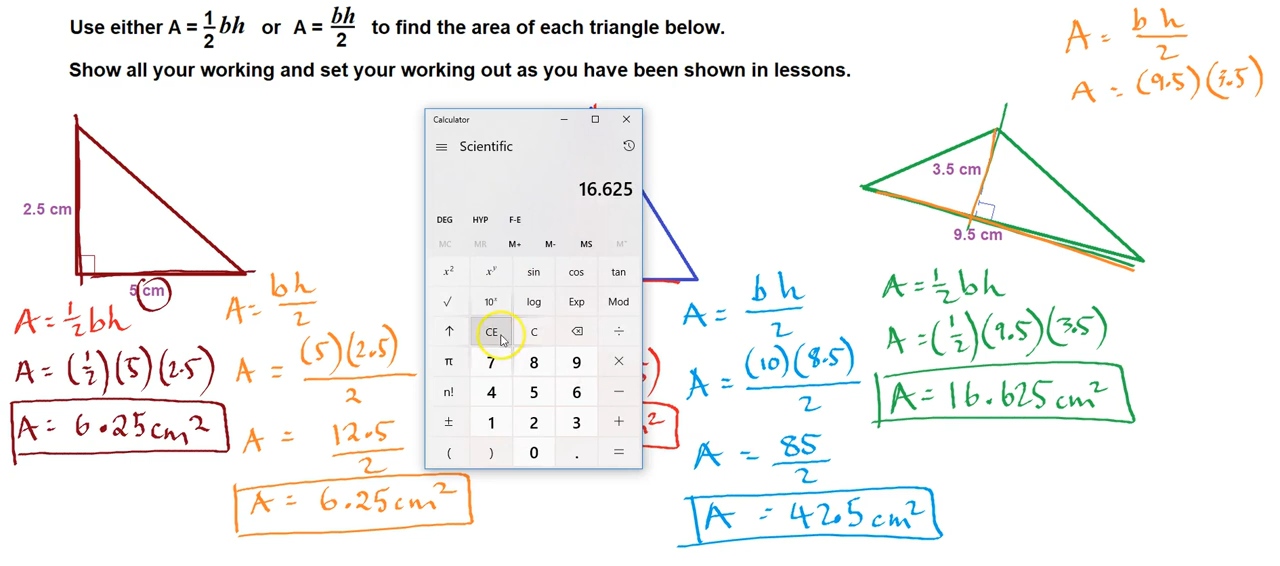 Use either A = 1/2 bh or A = bh/2 to find the area of each triangle below.
Show all your working and set your working out as you have been shown in lessons.
A = bh/2
A = (9.5)(3.5)
2.5 cm
5 cm
A = 1/2 bh
A = (1/2)(5)(2.5)
A = 6.25 cm²
A = bh/2
A = (5)(2.5)/2
A = 12.5/2
A = 6.25 cm²
Calculator
Scientific
16.625
DEG HYP F-E
MC MR M+ M- MS M˅
x² xʸ sin cos tan
√ 10ˣ log Exp Mod
↑ CE C ⌫ ÷
π 7 8 9 ×
n! 4 5 6 −
± 1 2 3 +
( ) 0 . =
A = bh/2
A = (10)(8.5)/2
A = 85/2
A = 42.5 cm²
3.5 cm
9.5 cm
A = 1/2 bh
A = (1/2)(9.5)(3.5)
A = 16.625 cm²